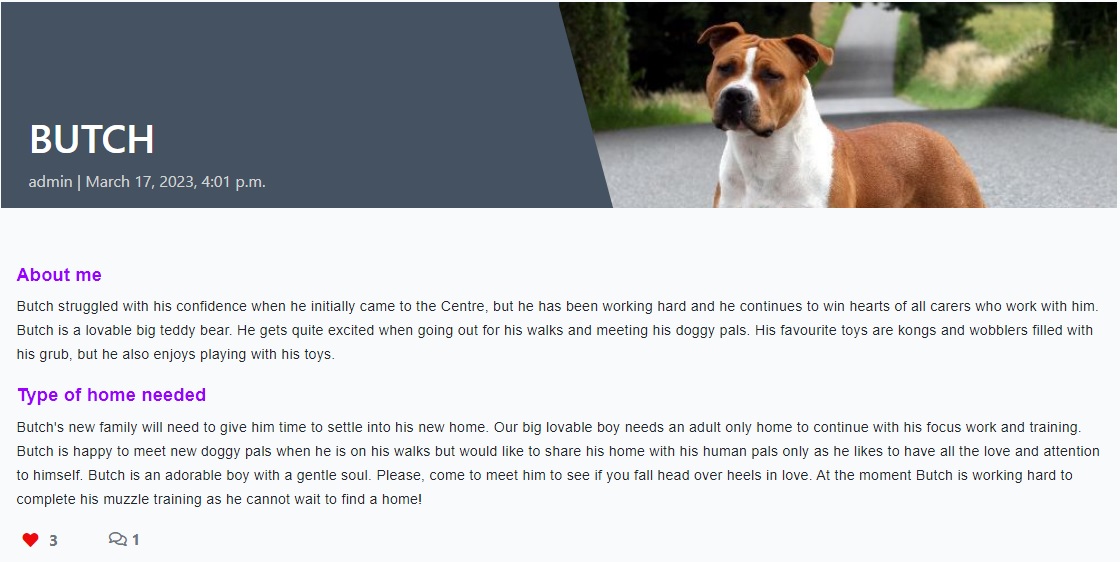 BUTCH
admin | March 17, 2023, 4:01 p.m.
About me
Butch struggled with his confidence when he initially came to the Centre, but he has been working hard and he continues to win hearts of all carers who work with him.
Butch is a lovable big teddy bear. He gets quite excited when going out for his walks and meeting his doggy pals. His favourite toys are kongs and wobblers filled with
his grub, but he also enjoys playing with his toys.
Type of home needed
Butch's new family will need to give him time to settle into his new home. Our big lovable boy needs an adult only home to continue with his focus work and training.
Butch is happy to meet new doggy pals when he is on his walks but would like to share his home with his human pals only as he likes to have all the love and attention
to himself. Butch is an adorable boy with a gentle soul. Please, come to meet him to see if you fall head over heels in love. At the moment Butch is working hard to
complete his muzzle training as he cannot wait to find a home!
3 1